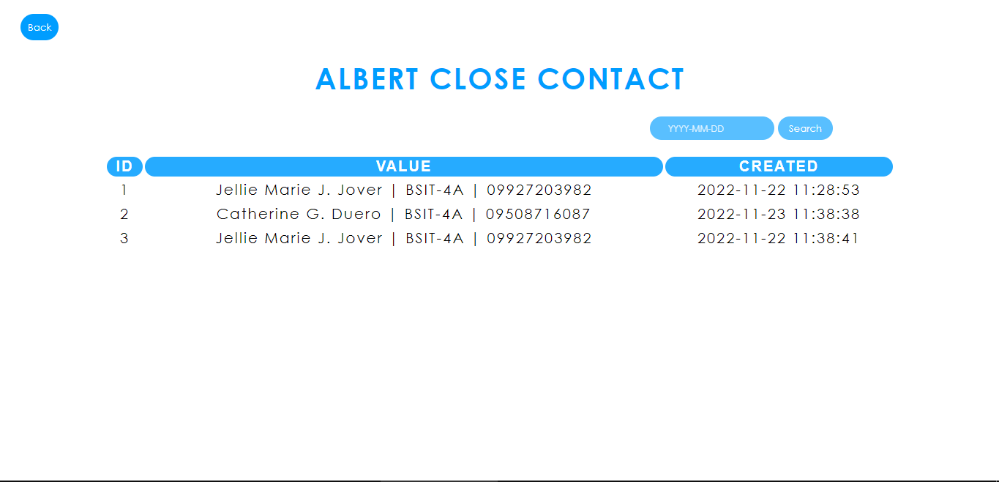 Back
ALBERT CLOSE CONTACT
YYYY-MM-DD Search
ID VALUE CREATED
1 Jellie Marie J. Jover | BSIT-4A | 09927203982 2022-11-22 11:28:53
2 Catherine G. Duero | BSIT-4A | 09508716087 2022-11-23 11:38:38
3 Jellie Marie J. Jover | BSIT-4A | 09927203982 2022-11-22 11:38:41